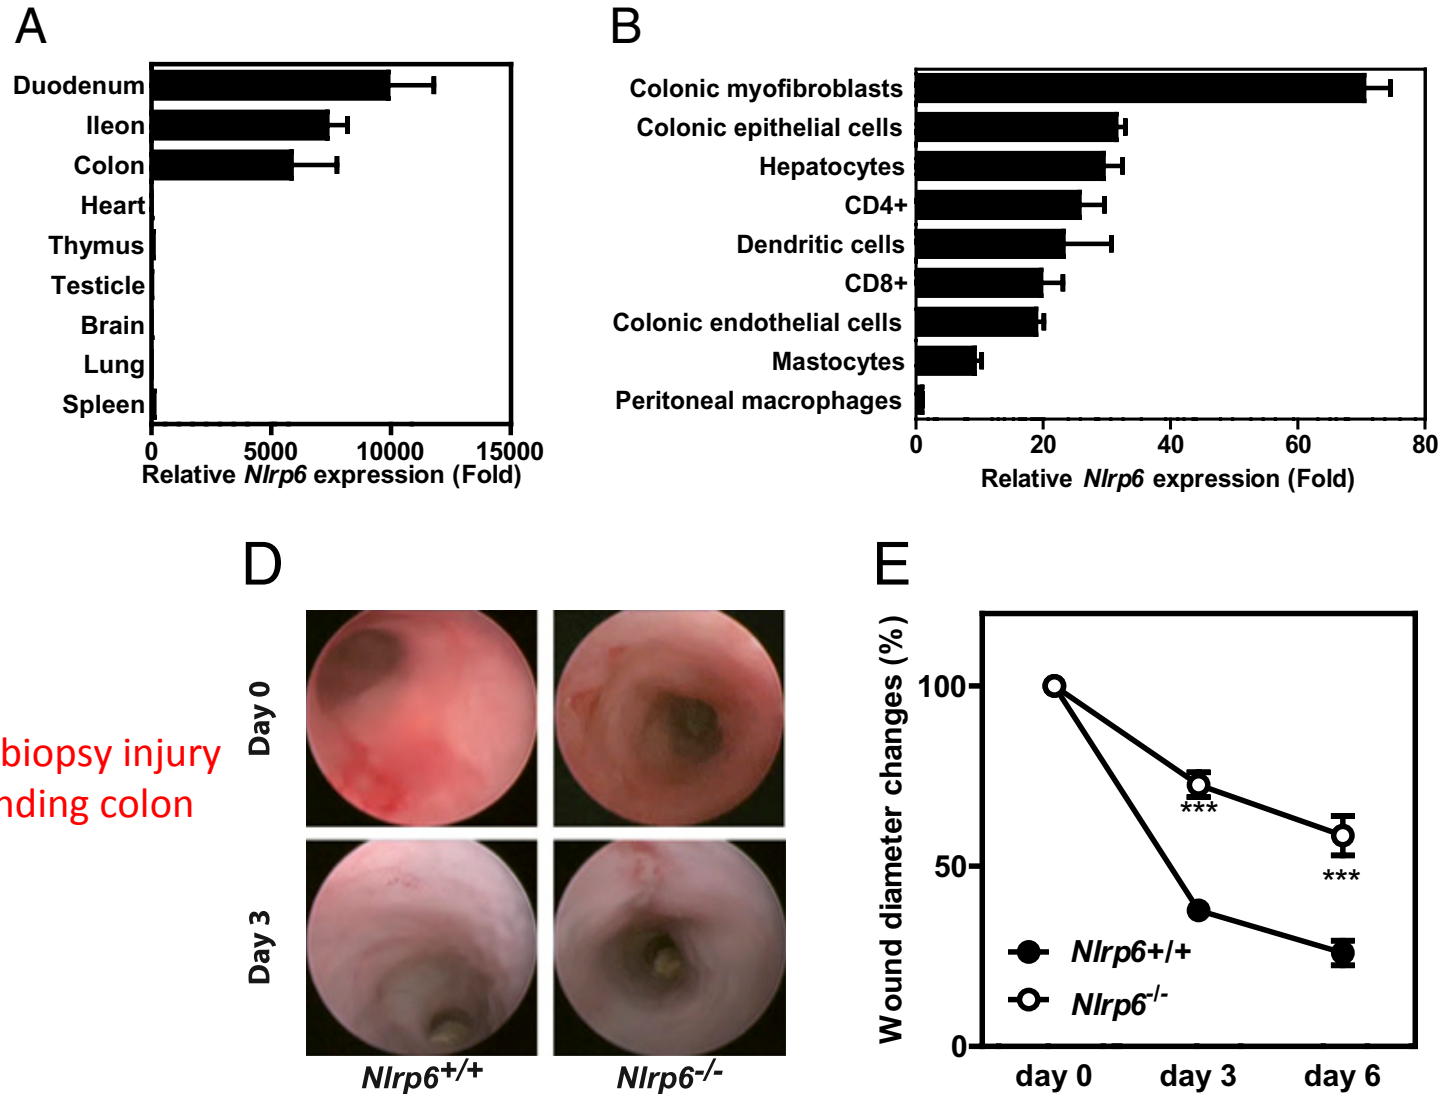 A
Duodenum
Ileon
Colon
Heart
Thymus
Testicle
Brain
Lung
Spleen
0 5000 10000 15000
Relative Nlrp6 expression (Fold)
B
Colonic myofibroblasts
Colonic epithelial cells
Hepatocytes
CD4+
Dendritic cells
CD8+
Colonic endothelial cells
Mastocytes
Peritoneal macrophages
0 20 40 60 80
Relative Nlrp6 expression (Fold)
biopsy injury
nding colon
D
Day 0
Day 3
Nlrp6+/+ Nlrp6-/-
E
Wound diameter changes (%)
100
50
0
***
***
Nlrp6+/+
Nlrp6-/-
day 0 day 3 day 6